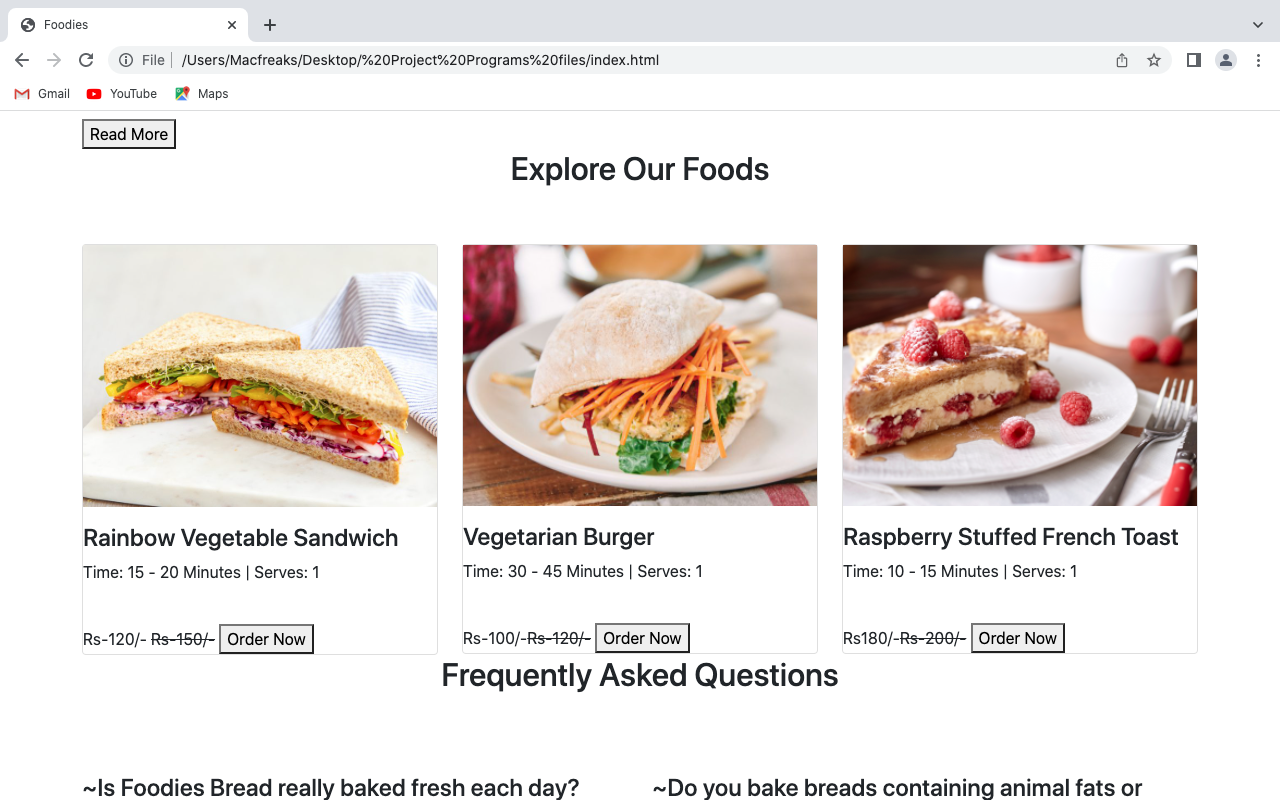 Foodies
File
/Users/Macfreaks/Desktop/%20Project%20Programs%20files/index.html
Gmail YouTube Maps
Read More
Explore Our Foods
Rainbow Vegetable Sandwich
Time: 15 - 20 Minutes | Serves: 1
Rs-120/- Rs-150/- Order Now
Vegetarian Burger
Time: 30 - 45 Minutes | Serves: 1
Rs-100/-Rs-120/- Order Now
Raspberry Stuffed French Toast
Time: 10 - 15 Minutes | Serves: 1
Rs180/-Rs-200/- Order Now
Frequently Asked Questions
~Is Foodies Bread really baked fresh each day?
~Do you bake breads containing animal fats or